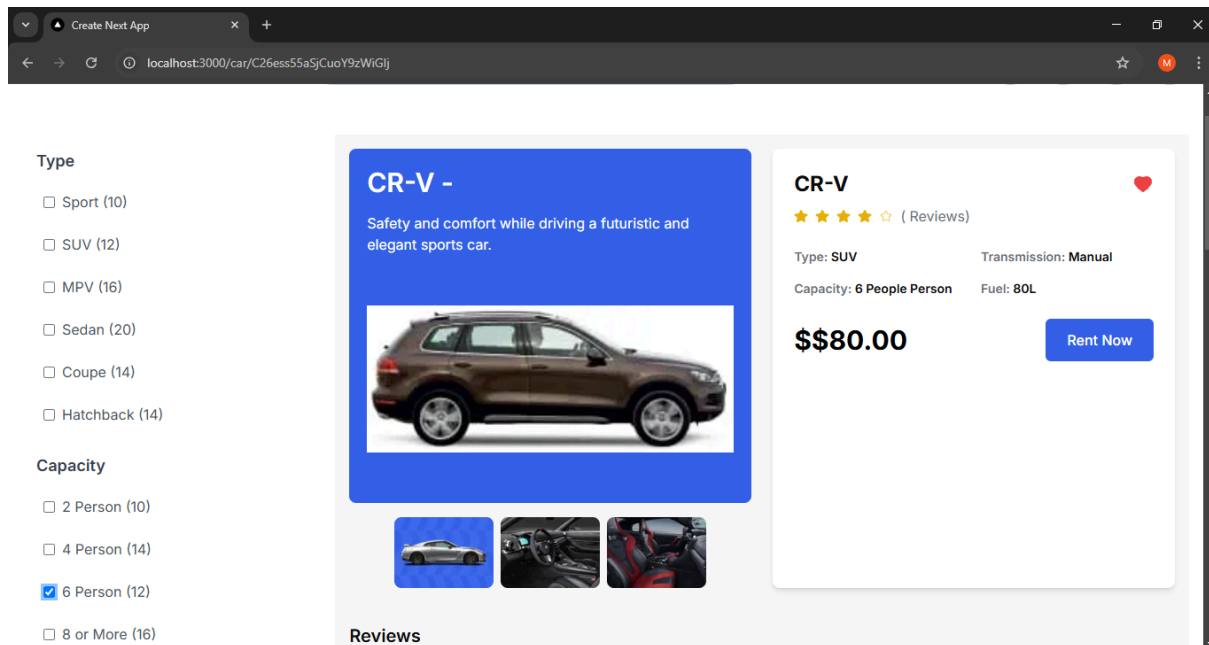 Create Next App
localhost:3000/car/C26ess55aSjCuoY9zWiGlj
M
Type
Sport (10)
SUV (12)
MPV (16)
Sedan (20)
Coupe (14)
Hatchback (14)
Capacity
2 Person (10)
4 Person (14)
6 Person (12)
8 or More (16)
CR-V -
Safety and comfort while driving a futuristic and
elegant sports car.
Reviews
CR-V
( Reviews)
Type: SUV
Transmission: Manual
Capacity: 6 People Person
Fuel: 80L
$$80.00
Rent Now